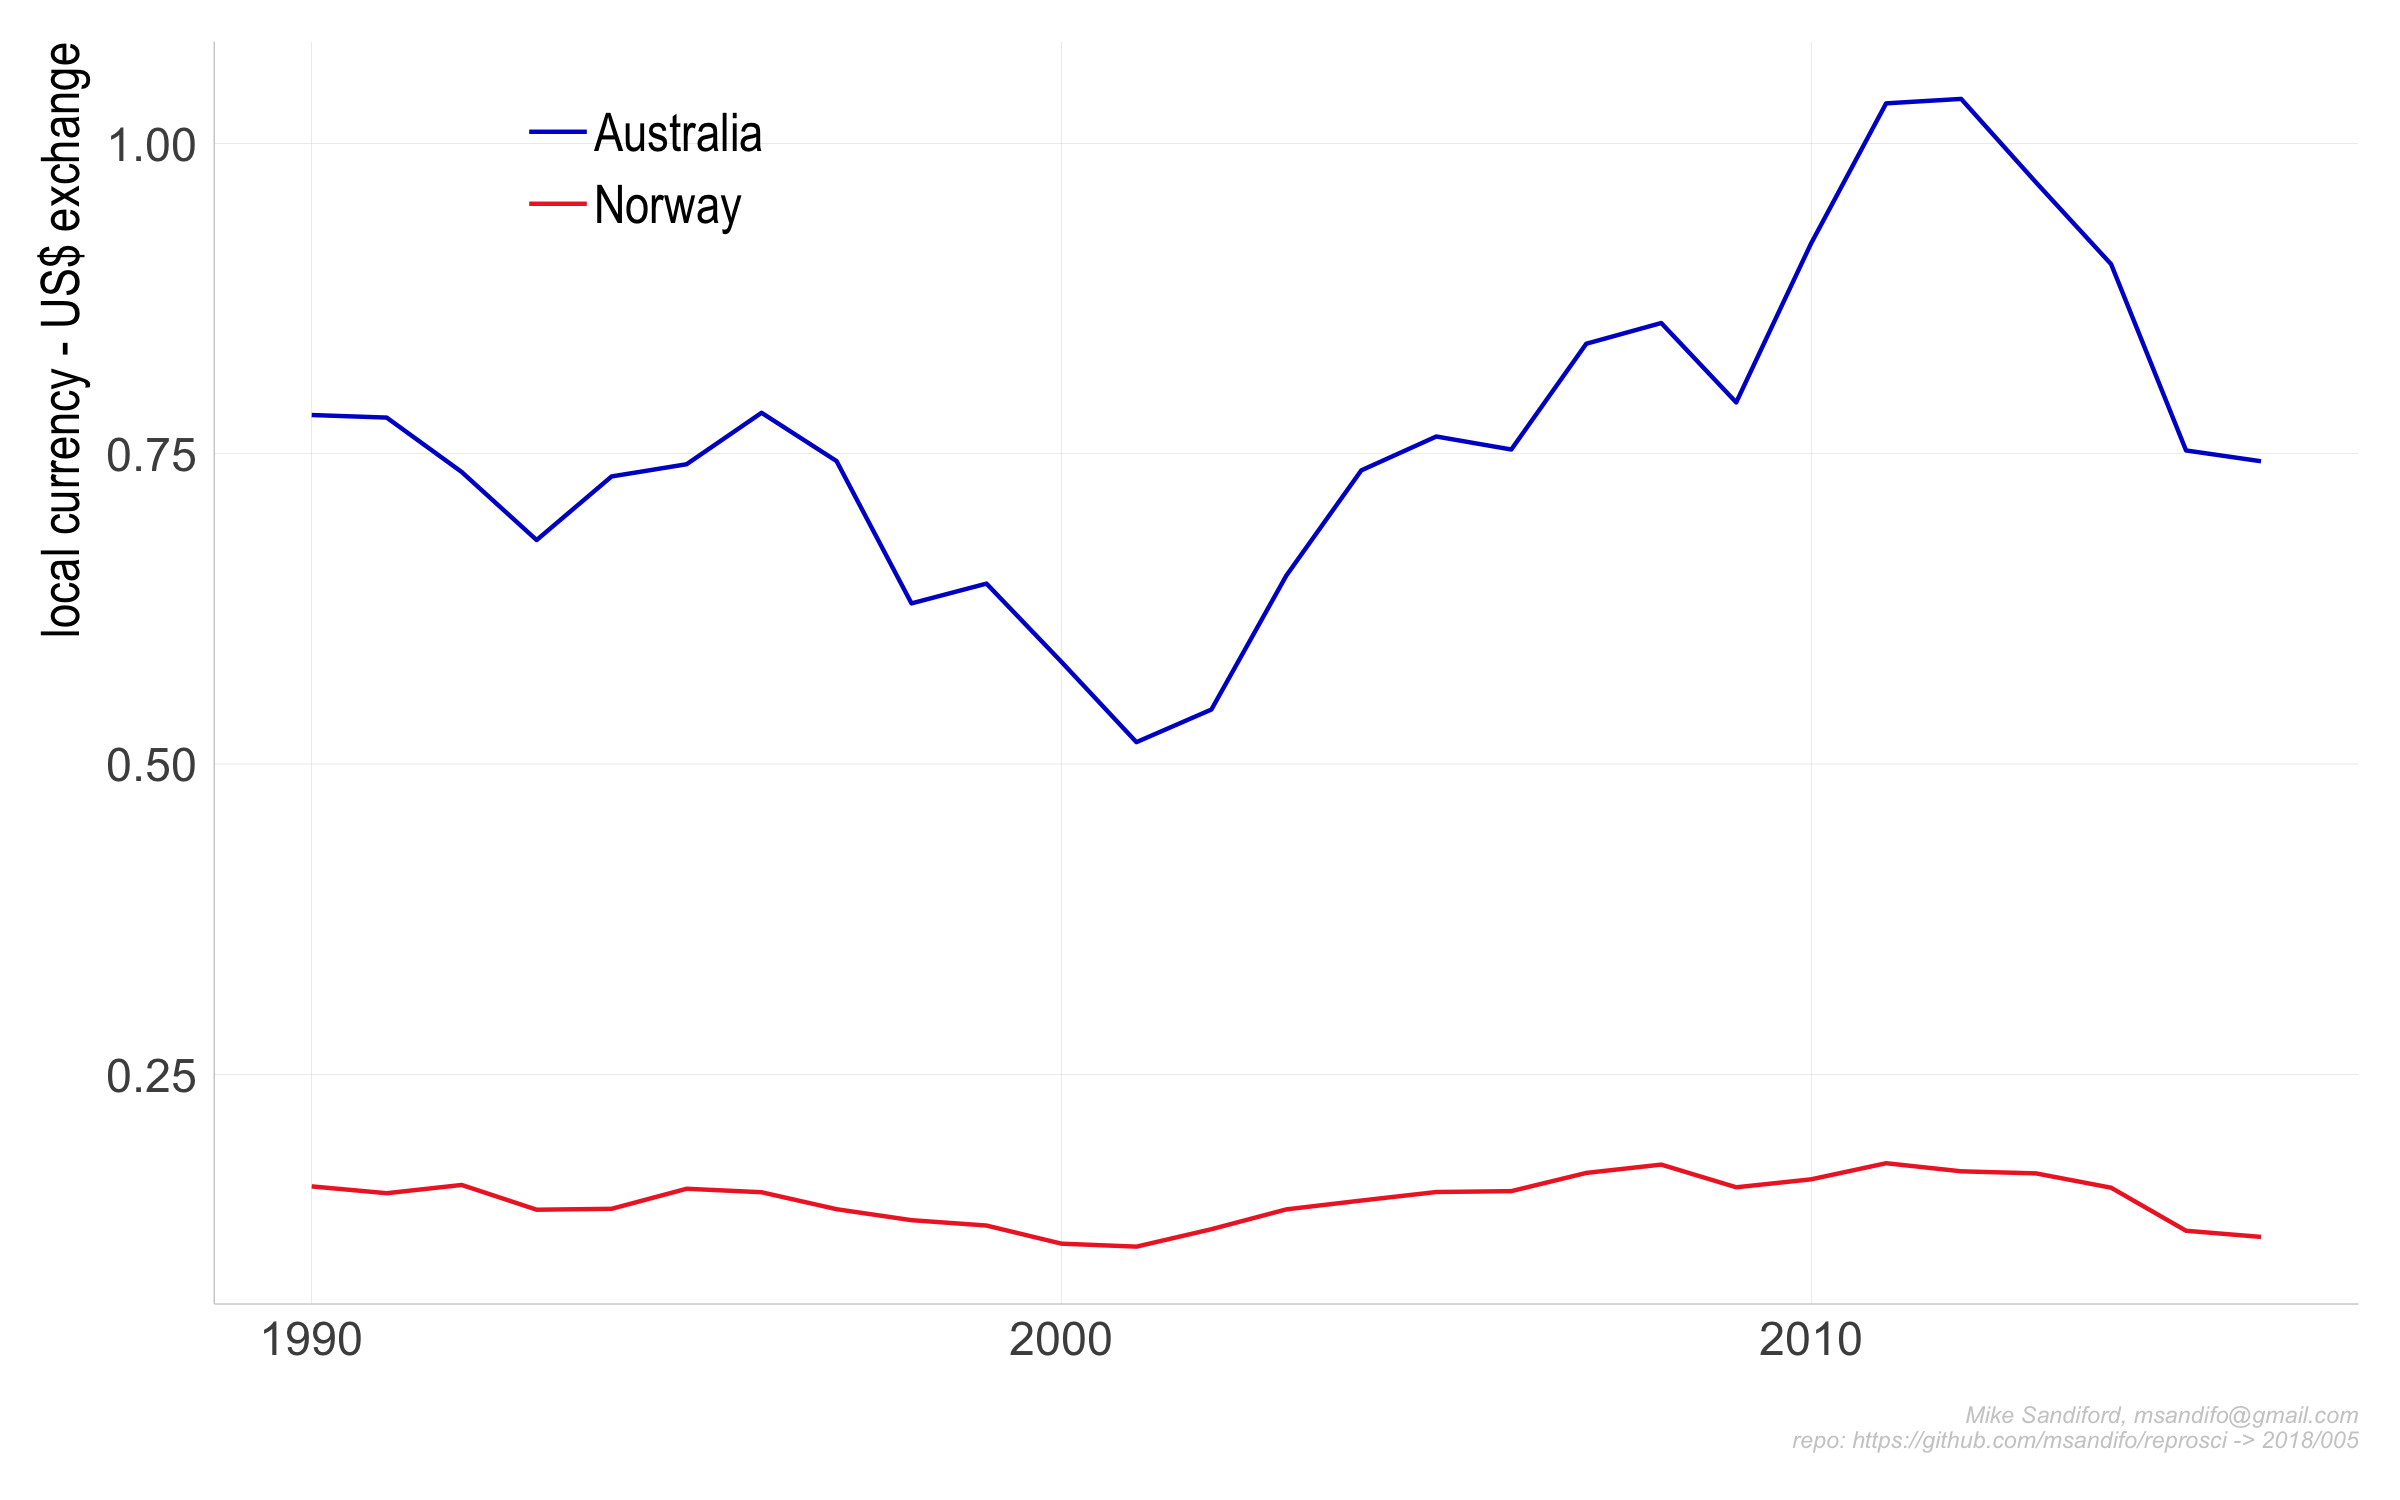 local currency - US$ exchange
1.00
0.75
0.50
0.25
Australia
Norway
1990 2000 2010
Mike Sandiford, msandifo@gmail.com
repo: https://github.com/msandifo/reprosci -> 2018/005